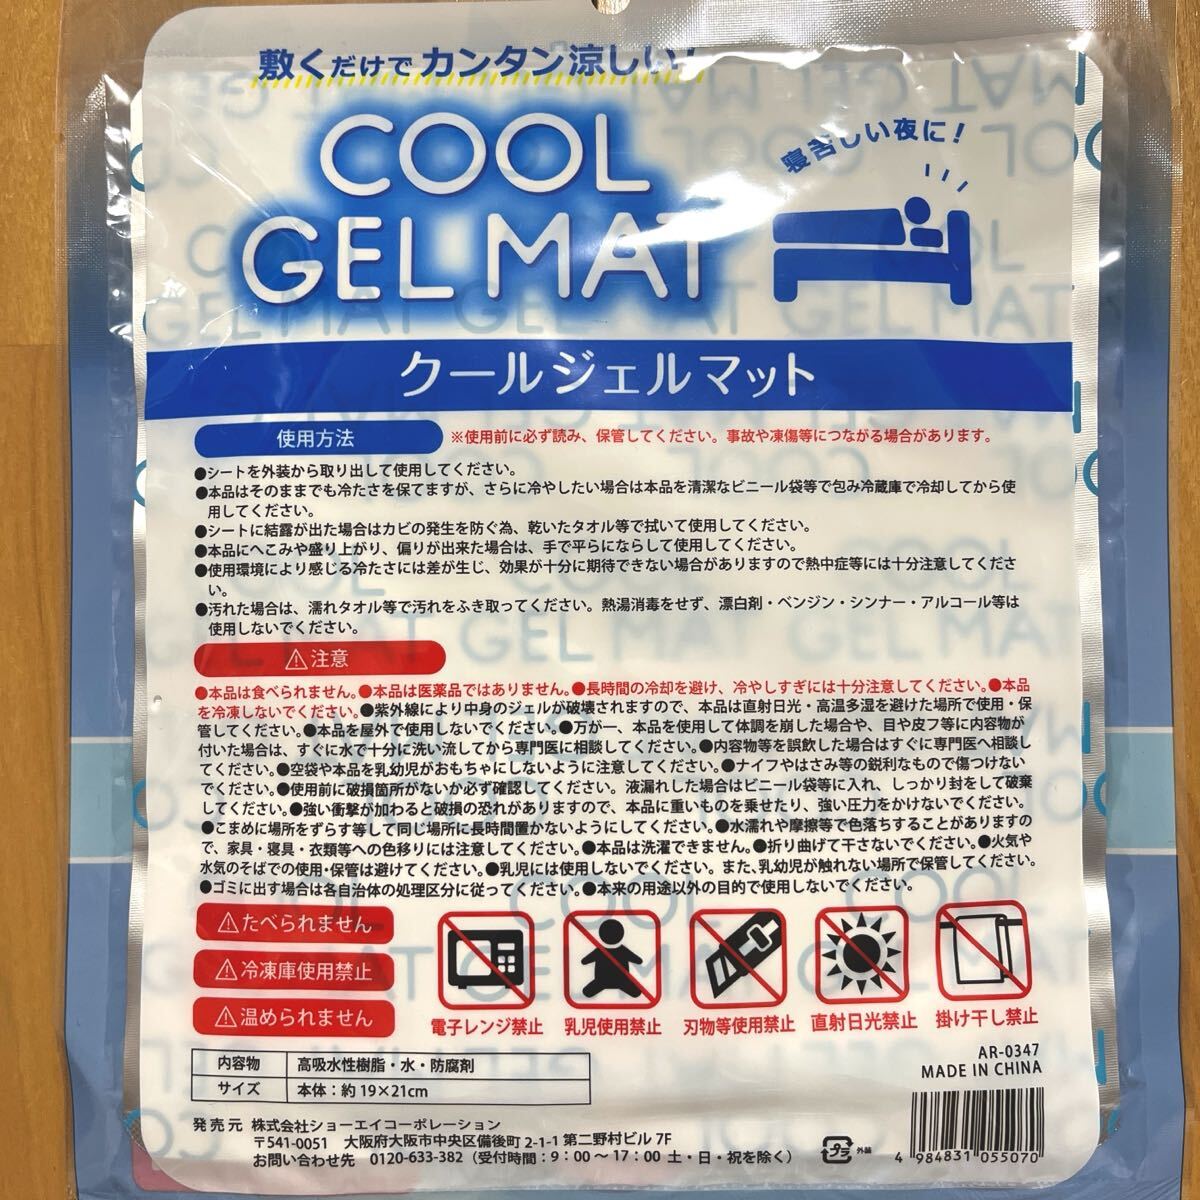 敷くだけでカンタン涼しい!
COOL
GEL MAT
寝苦しい夜に!
クールジェルマット
使用方法
※使用前に必ず読み、保管してください。事故や凍傷等につながる場合があります。
●シートを外装から取り出して使用してください。
●本品はそのままでも冷たさを保てますが、さらに冷やしたい場合は本品を清潔なビニール袋等で包み冷蔵庫で冷却してから使
用してください。
●シートに結露が出た場合はカビの発生を防ぐ為、乾いたタオル等で拭いて使用してください。
●本品にへこみや盛り上がり、偏りが出来た場合は、手で平らにならして使用してください。
●使用環境により感じる冷たさには差が生じ、効果が十分に期待できない場合がありますので熱中症等には十分注意してくださ
い。
●汚れた場合は、濡れタオル等で汚れをふき取ってください。熱湯消毒をせず、漂白剤・ベンジン・シンナー・アルコール等は
使用しないでください。
⚠注意
●本品は食べられません。●本品は医薬品ではありません。●長時間の冷却を避け、冷やしすぎには十分注意してください。●本品
を冷凍しないでください。●紫外線により中身のジェルが破壊されますので、本品は直射日光・高温多湿を避けた場所で使用・保
管してください。●本品を屋外で使用しないでください。●万が一、本品を使用して体調を崩した場合や、目や皮フ等に内容物が
付いた場合は、すぐに水で十分に洗い流してから専門医に相談してください。●内容物等を誤飲した場合はすぐに専門医へ相談し
てください。●空袋や本品を乳幼児がおもちゃにしないように注意してください。●ナイフやはさみ等の鋭利なもので傷つけない
でください。●使用前に破損箇所がないか必ず確認してください。液漏れした場合はビニール袋等に入れ、しっかり封をして破棄
してください。●強い衝撃が加わると破損の恐れがありますので、本品に重いものを乗せたり、強い圧力をかけないでください。
●こまめに場所をずらす等して同じ場所に長時間置かないようにしてください。●水濡れや摩擦等で色落ちすることがありますの
で、家具・寝具・衣類等への色移りには注意してください。●本品は洗濯できません。●折り曲げて干さないでください。●火気や
水気のそばでの使用・保管は避けてください。●乳児には使用しないでください。また、乳幼児が触れない場所で保管してください。
●ゴミに出す場合は各自治体の処理区分に従ってください。●本来の用途以外の目的で使用しないでください。
⚠たべられません
⚠冷凍庫使用禁止
⚠温められません
電子レンジ禁止 乳児使用禁止 刃物等使用禁止 直射日光禁止 掛け干し禁止
内容物 高吸水性樹脂・水・防腐剤
サイズ 本体:約19×21cm
AR-0347
MADE IN CHINA
発売元 株式会社ショーエイコーポレーション
〒541-0051 大阪府大阪市中央区備後町2-1-1 第二野村ビル 7F
お問い合わせ先 0120-633-382(受付時間:9:00〜17:00 土・日・祝を除く)
プラ 外装
4 984831 055070